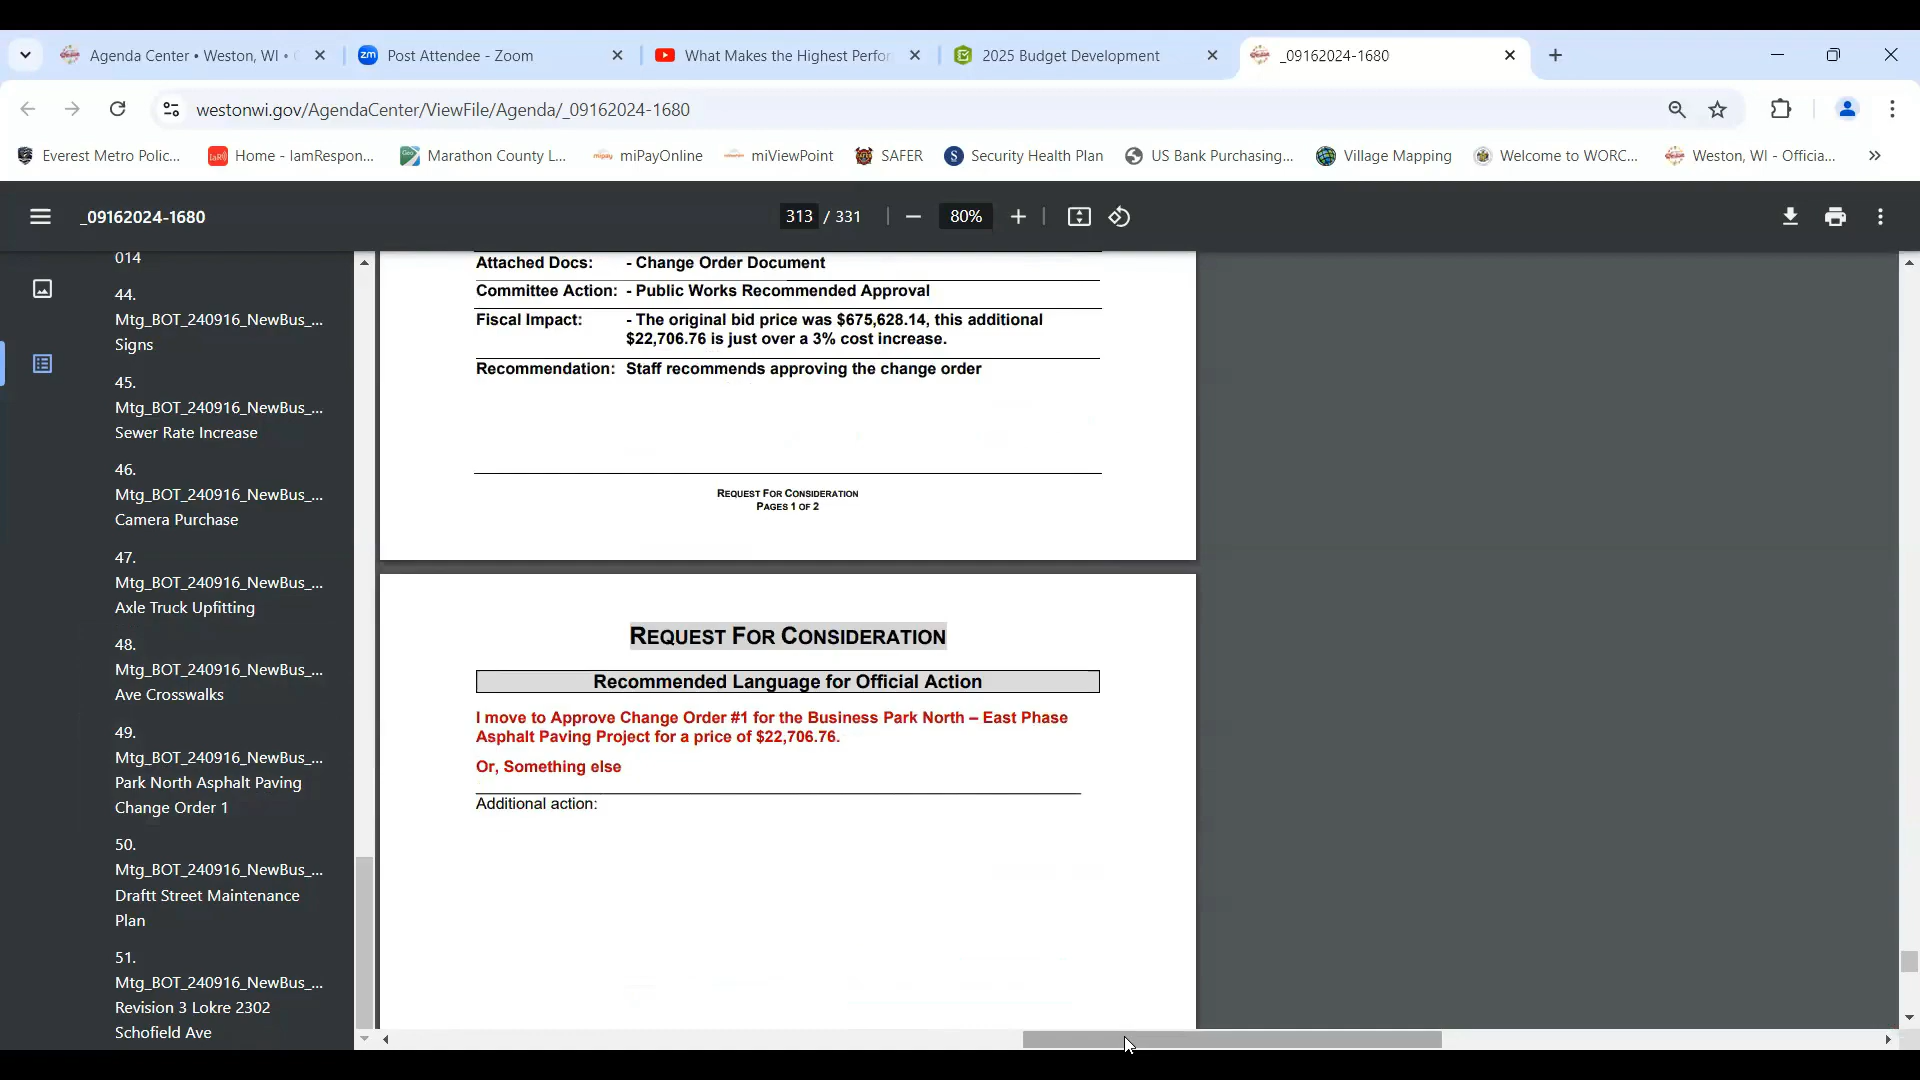 Agenda Center • Weston, WI •
Post Attendee - Zoom
What Makes the Highest Perfor
2025 Budget Development
_09162024-1680
westonwi.gov/AgendaCenter/ViewFile/Agenda/_09162024-1680
Everest Metro Polic...
Home - IamRespon...
Marathon County L...
miPayOnline
miViewPoint
SAFER
Security Health Plan
US Bank Purchasing...
Village Mapping
Welcome to WORC...
Weston, WI - Officia...
_09162024-1680
313 / 331
80%
014
44.
Mtg_BOT_240916_NewBus_...
Signs
45.
Mtg_BOT_240916_NewBus_...
Sewer Rate Increase
46.
Mtg_BOT_240916_NewBus_...
Camera Purchase
47.
Mtg_BOT_240916_NewBus_...
Axle Truck Upfitting
48.
Mtg_BOT_240916_NewBus_...
Ave Crosswalks
49.
Mtg_BOT_240916_NewBus_...
Park North Asphalt Paving
Change Order 1
50.
Mtg_BOT_240916_NewBus_...
Draftt Street Maintenance
Plan
51.
Mtg_BOT_240916_NewBus_...
Revision 3 Lokre 2302
Schofield Ave
Attached Docs: - Change Order Document
Committee Action: - Public Works Recommended Approval
Fiscal Impact: - The original bid price was $675,628.14, this additional
$22,706.76 is just over a 3% cost increase.
Recommendation: Staff recommends approving the change order
REQUEST FOR CONSIDERATION
PAGES 1 OF 2
REQUEST FOR CONSIDERATION
Recommended Language for Official Action
I move to Approve Change Order #1 for the Business Park North – East Phase
Asphalt Paving Project for a price of $22,706.76.
Or, Something else
Additional action: